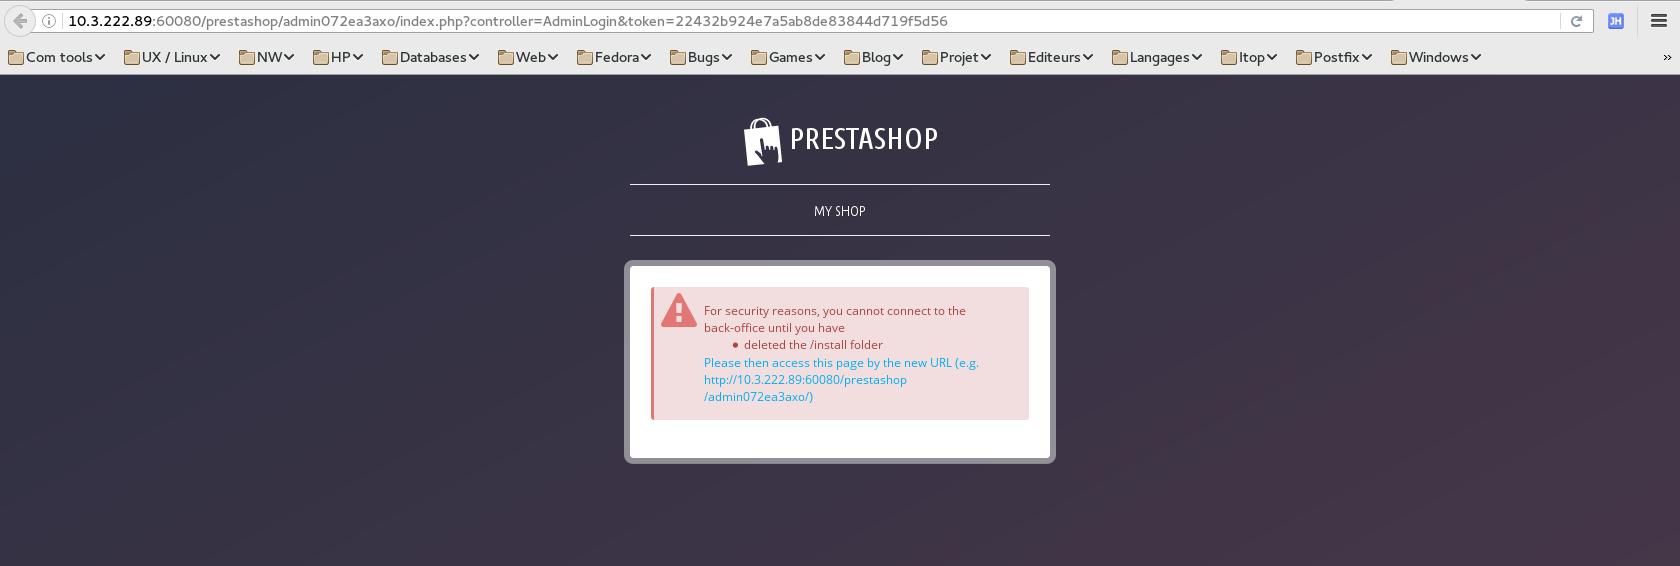 10.3.222.89:60080/prestashop/admin072ea3axo/index.php?controller=AdminLogin&token=22432b924e7a5ab8de83844d719f5d56 JH
Com tools UX / Linux NW HP Databases Web Fedora Bugs Games Blog Projet Editeurs Langages Itop Postfix Windows »
PRESTASHOP
MY SHOP
For security reasons, you cannot connect to the
back-office until you have
• deleted the /install folder
Please then access this page by the new URL (e.g.
http://10.3.222.89:60080/prestashop
/admin072ea3axo/)